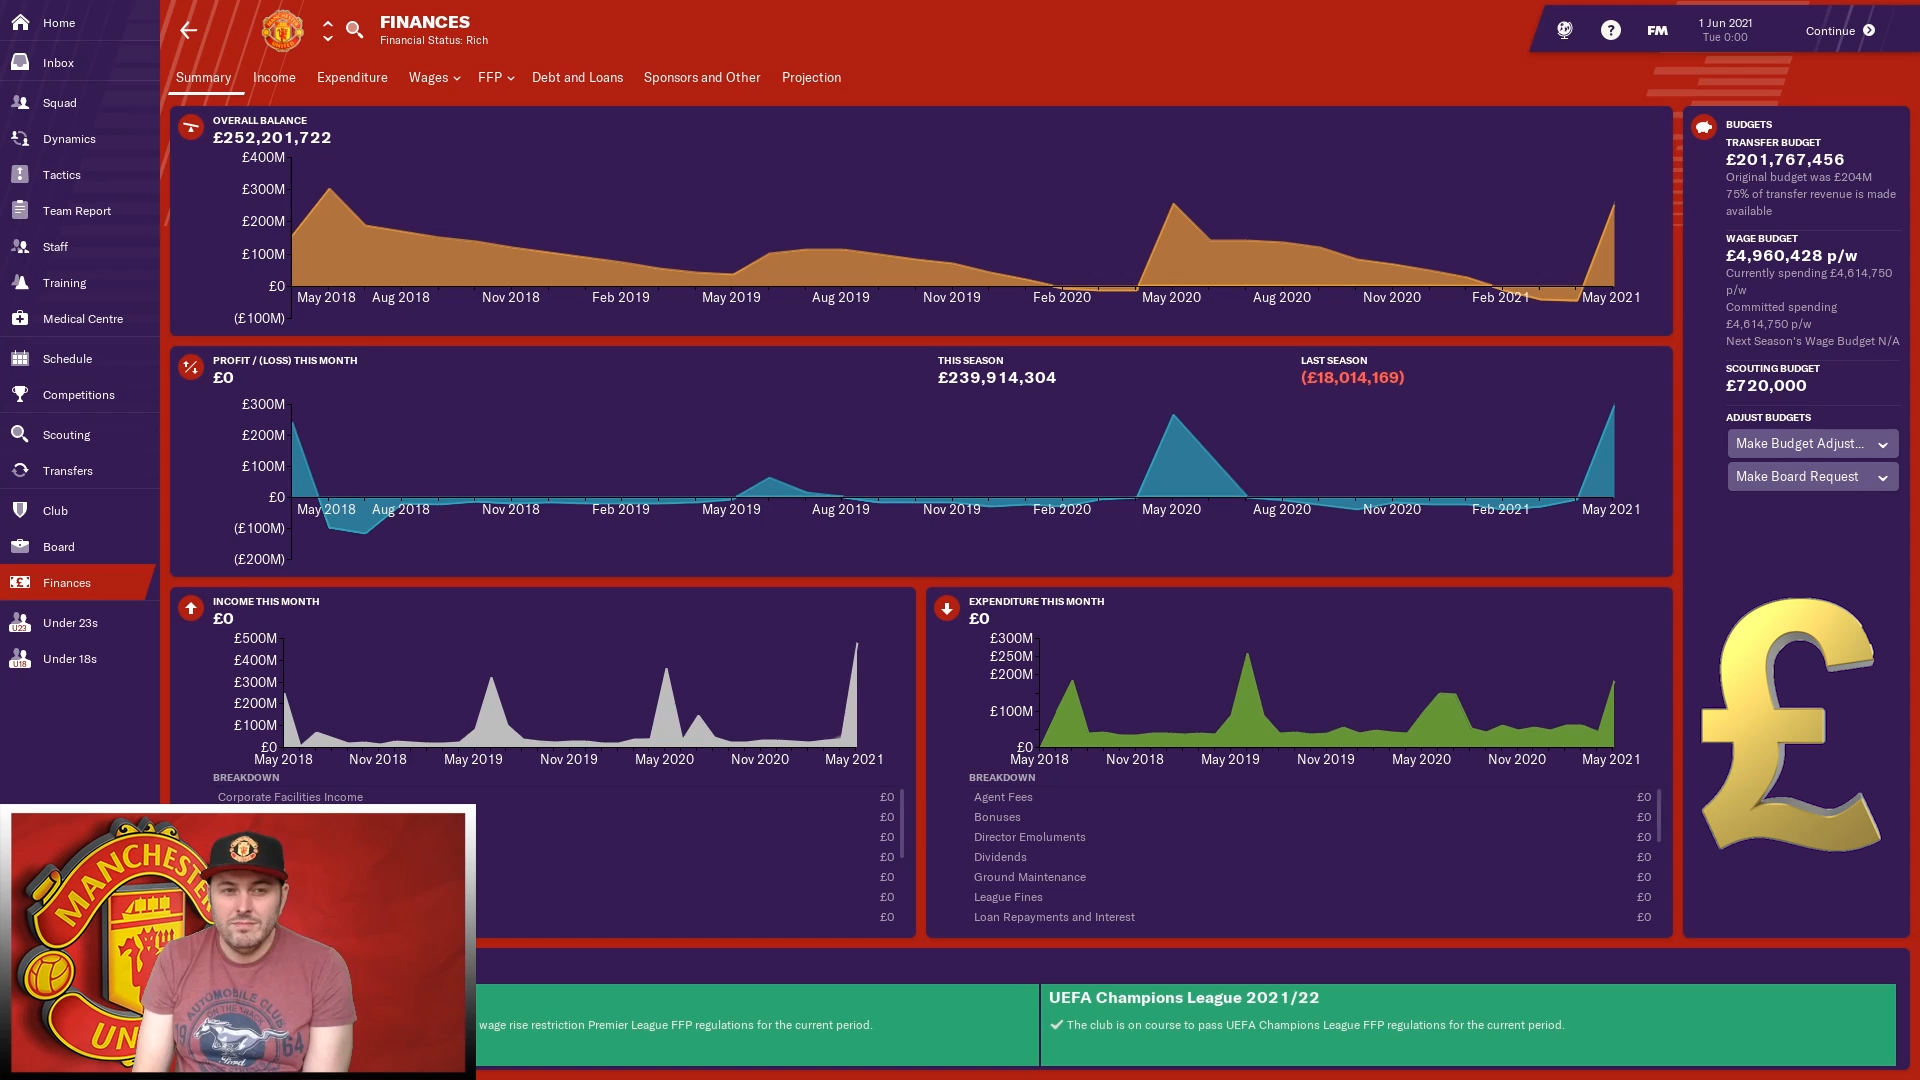 Home
Inbox
Squad
Dynamics
Tactics
Team Report
Staff
Training
Medical Centre
Schedule
Competitions
Scouting
Transfers
Club
Board
Finances
Under 23s
Under 18s
U23
U18
FINANCES
Financial Status: Rich
FM
1 Jun 2021
Tue 0:00
Continue
Summary
Income
Expenditure
Wages
FFP
Debt and Loans
Sponsors and Other
Projection
OVERALL BALANCE
£252,201,722
£400M
£300M
£200M
£100M
£0
(£100M)
May 2018 Aug 2018 Nov 2018 Feb 2019 May 2019 Aug 2019 Nov 2019 Feb 2020 May 2020 Aug 2020 Nov 2020 Feb 2021 May 2021
PROFIT / (LOSS) THIS MONTH
£0
THIS SEASON
£239,914,304
LAST SEASON
(£18,014,169)
£300M
£200M
£100M
£0
(£100M)
(£200M)
May 2018 Aug 2018 Nov 2018 Feb 2019 May 2019 Aug 2019 Nov 2019 Feb 2020 May 2020 Aug 2020 Nov 2020 Feb 2021 May 2021
INCOME THIS MONTH
£0
£500M
£400M
£300M
£200M
£100M
£0
May 2018 Nov 2018 May 2019 Nov 2019 May 2020 Nov 2020 May 2021
BREAKDOWN
Corporate Facilities Income £0
£0
£0
£0
£0
£0
£0
EXPENDITURE THIS MONTH
£0
£300M
£250M
£200M
£100M
£0
May 2018 Nov 2018 May 2019 Nov 2019 May 2020 Nov 2020 May 2021
BREAKDOWN
Agent Fees £0
Bonuses £0
Director Emoluments £0
Dividends £0
Ground Maintenance £0
League Fines £0
Loan Repayments and Interest £0
BUDGETS
TRANSFER BUDGET
£201,767,456
Original budget was £204M
75% of transfer revenue is made
available
WAGE BUDGET
£4,960,428 p/w
Currently spending £4,614,750
p/w
Committed spending
£4,614,750 p/w
Next Season's Wage Budget N/A
SCOUTING BUDGET
£720,000
ADJUST BUDGETS
Make Budget Adjust...
Make Board Request
£
wage rise restriction Premier League FFP regulations for the current period.
UEFA Champions League 2021/22
The club is on course to pass UEFA Champions League FFP regulations for the current period.
MANCHESTER
UN
AUTOMOBILE CLUB
ON THE TRACK
19 64
Ford